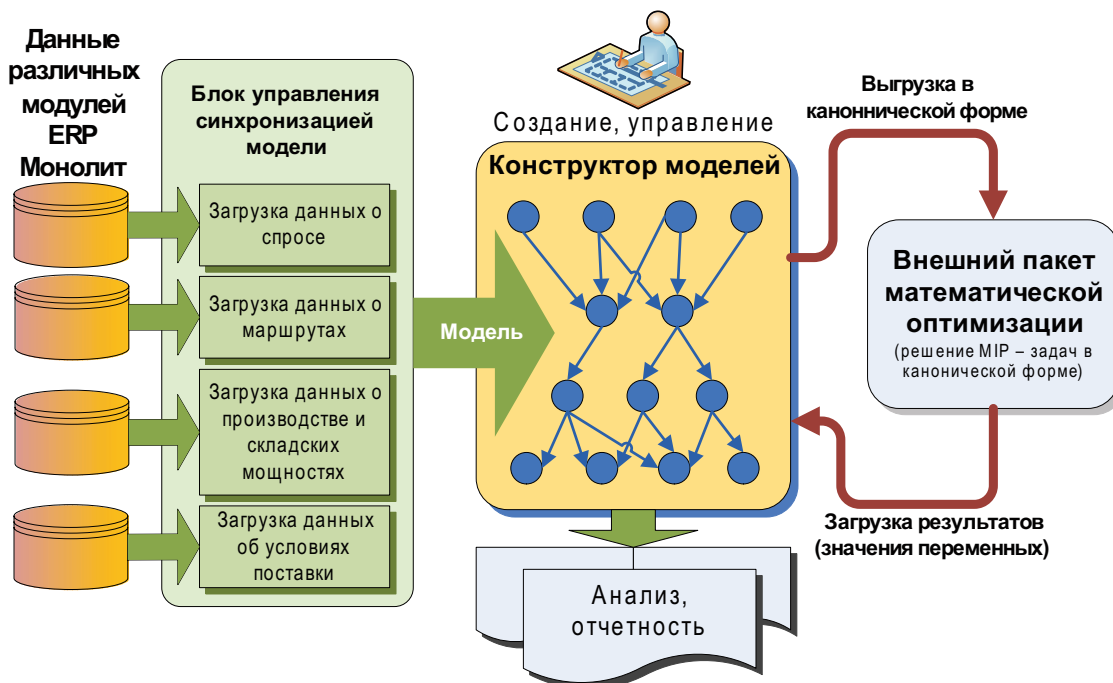 Данные
различных
модулей
ERP
Монолит
Блок управления
синхронизацией
модели
Загрузка данных о
спросе
Загрузка данных о
маршрутах
Загрузка данных о
производстве и
складских
мощностях
Загрузка данных
об условиях
поставки
Модель
Создание, управление
Конструктор моделей
Анализ,
отчетность
Выгрузка в
каноннической форме
Внешний пакет
математической
оптимизации
(решение MIP – задач в
канонической форме)
Загрузка результатов
(значения переменных)